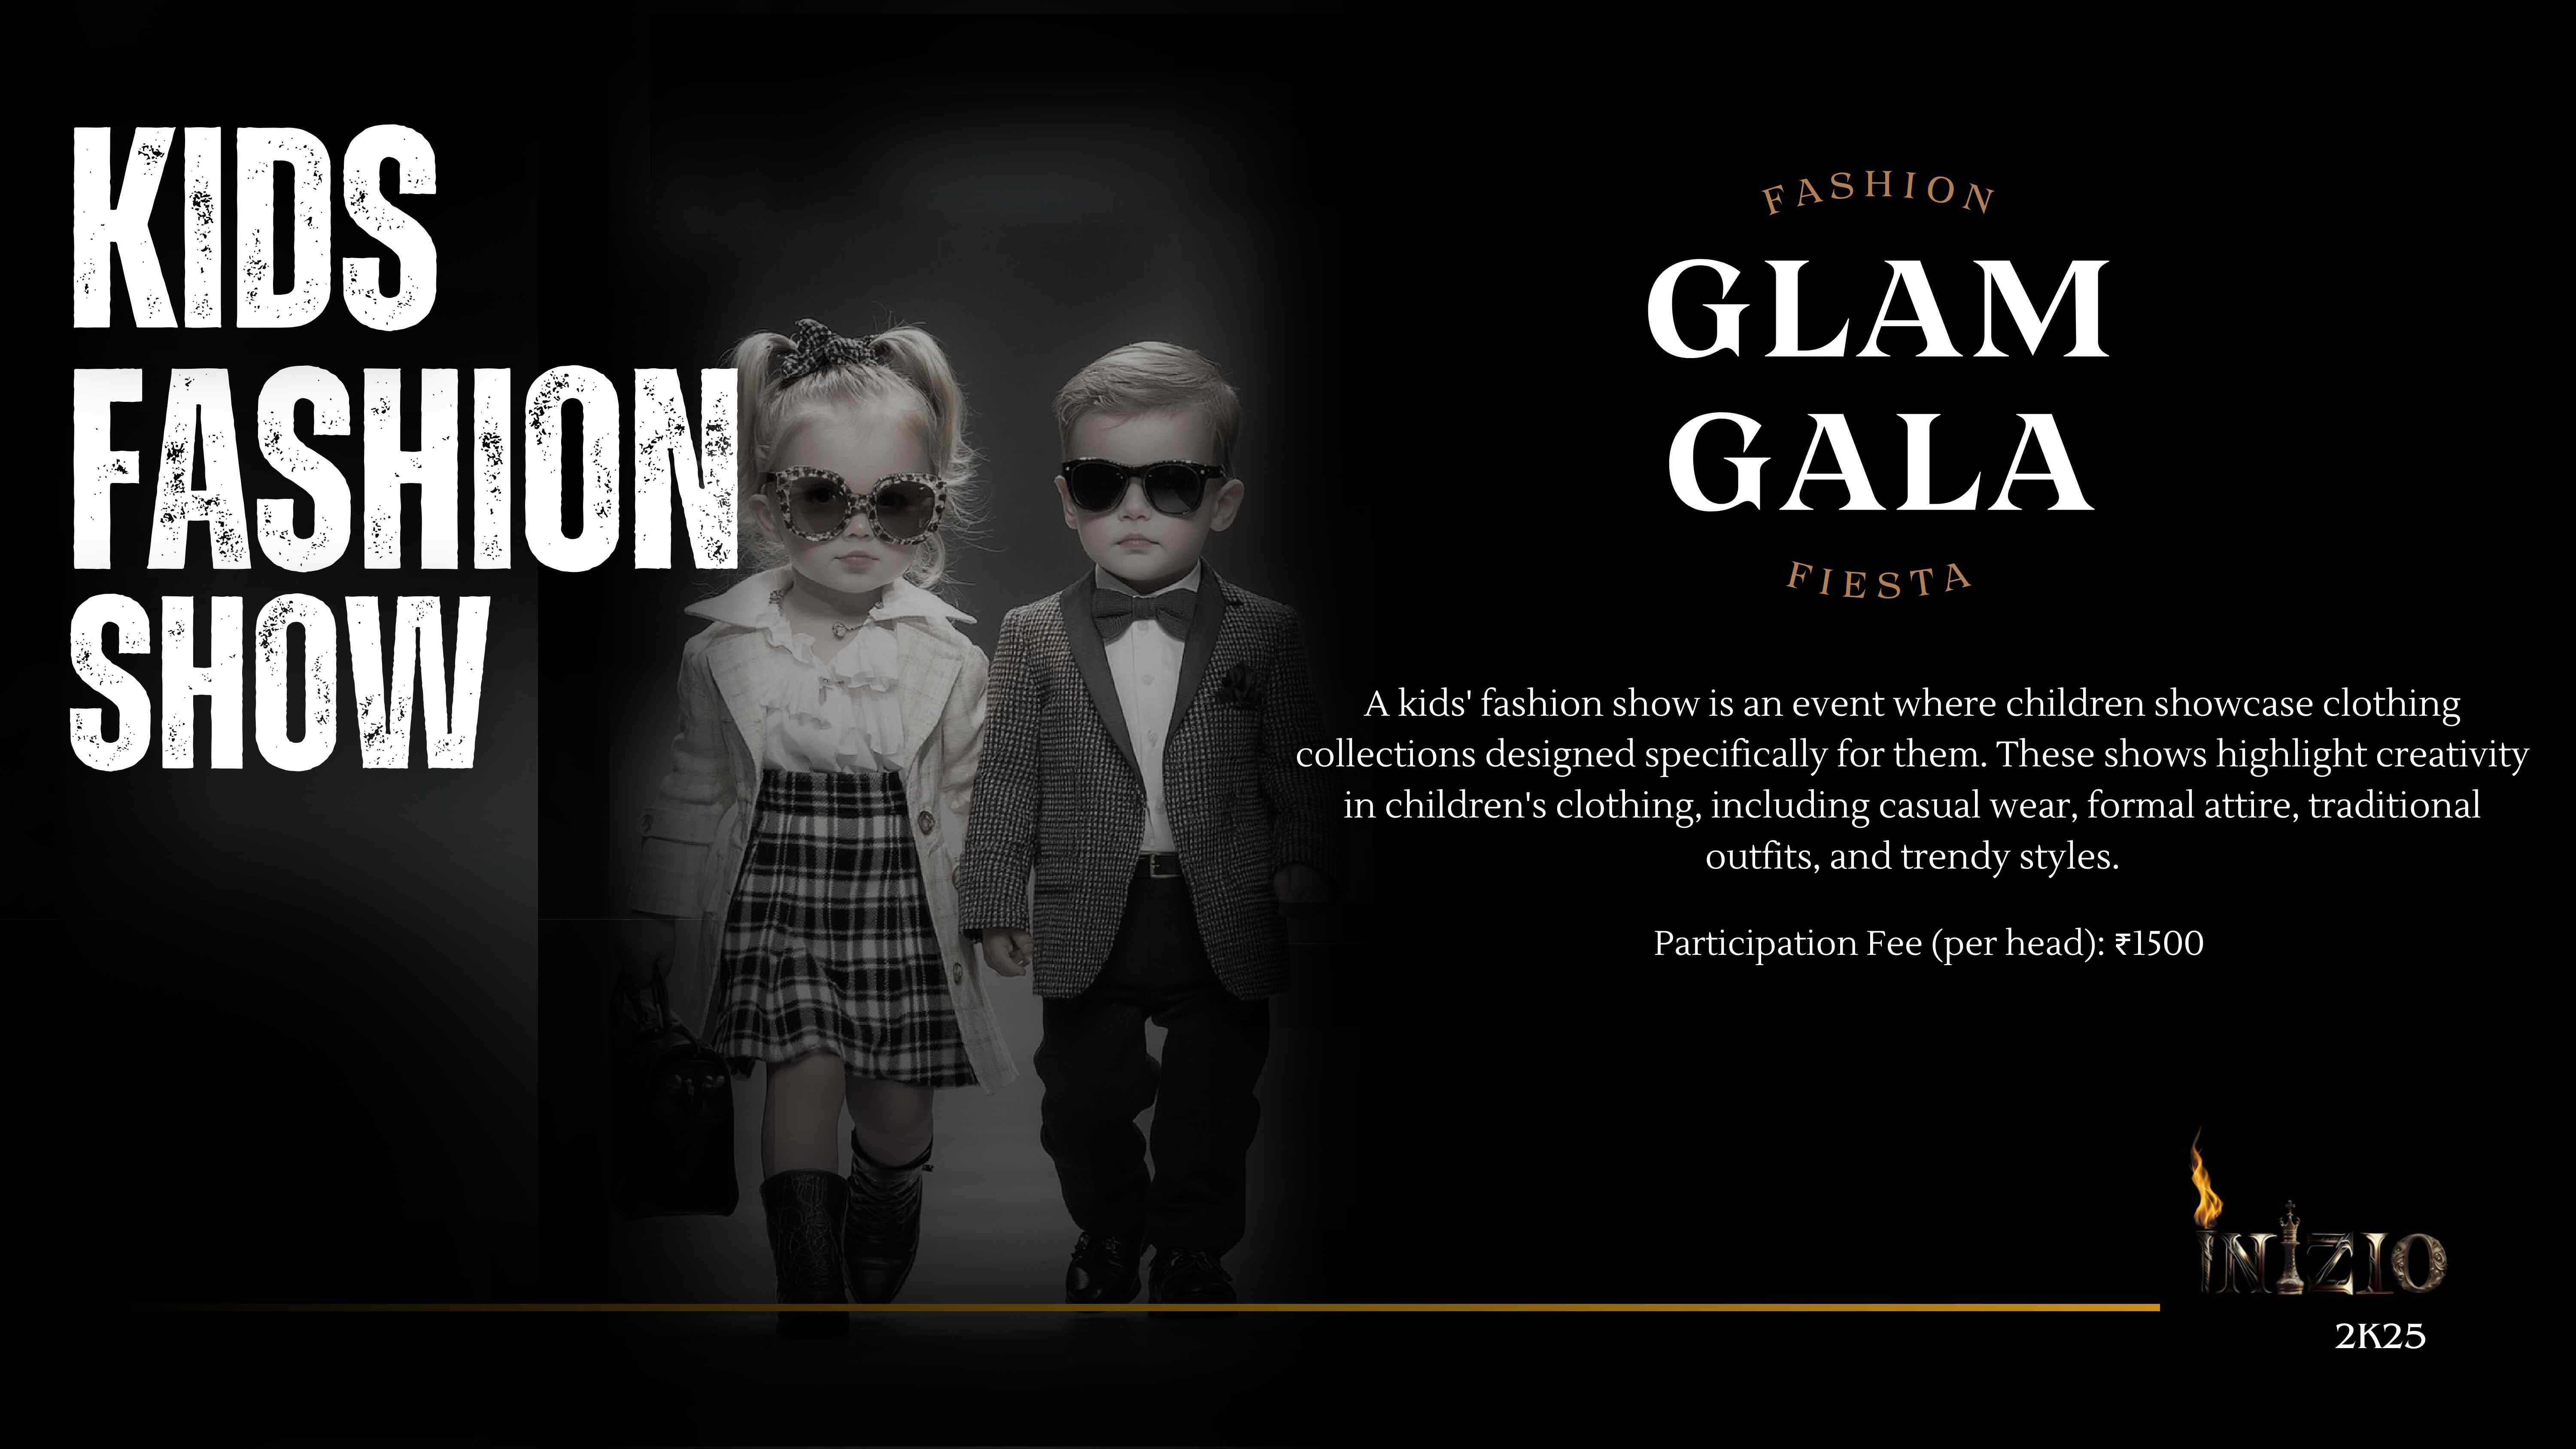 KIDS
FASHION
SHOW
FASHION
GLAM
GALA
FIESTA
A kids' fashion show is an event where children showcase clothing
collections designed specifically for them. These shows highlight creativity
in children's clothing, including casual wear, formal attire, traditional
outfits, and trendy styles.
Participation Fee (per head): ₹1500
INIZIO
2K25